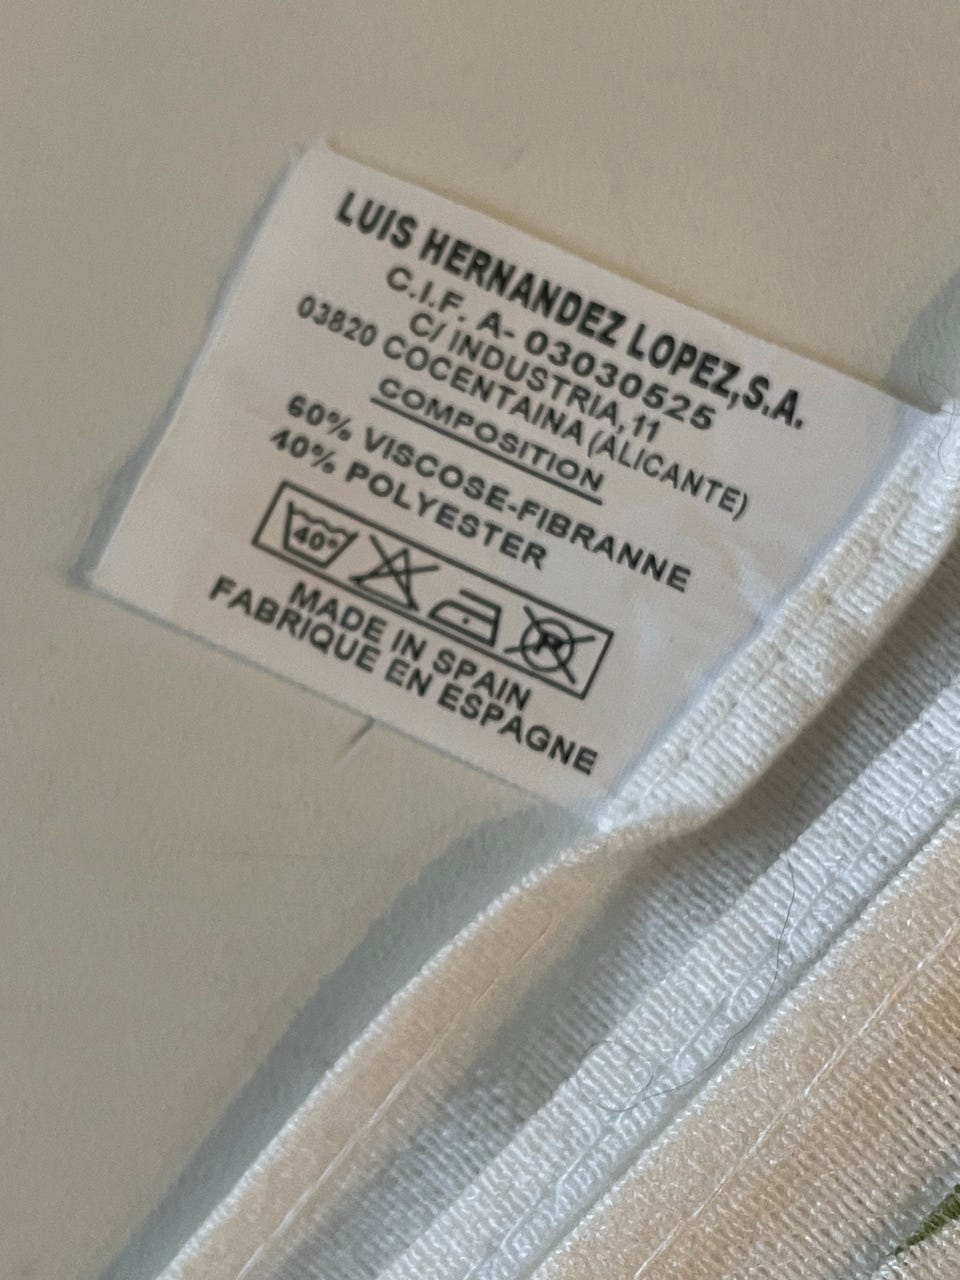 LUIS HERNANDEZ LOPEZ,S.A.
C.I.F. A- 03030525
C/ INDUSTRIA, 11
03820 COCENTAINA (ALICANTE)
COMPOSITION
60% VISCOSE-FIBRANNE
40% POLYESTER
40°
MADE IN SPAIN
FABRIQUE EN ESPAGNE